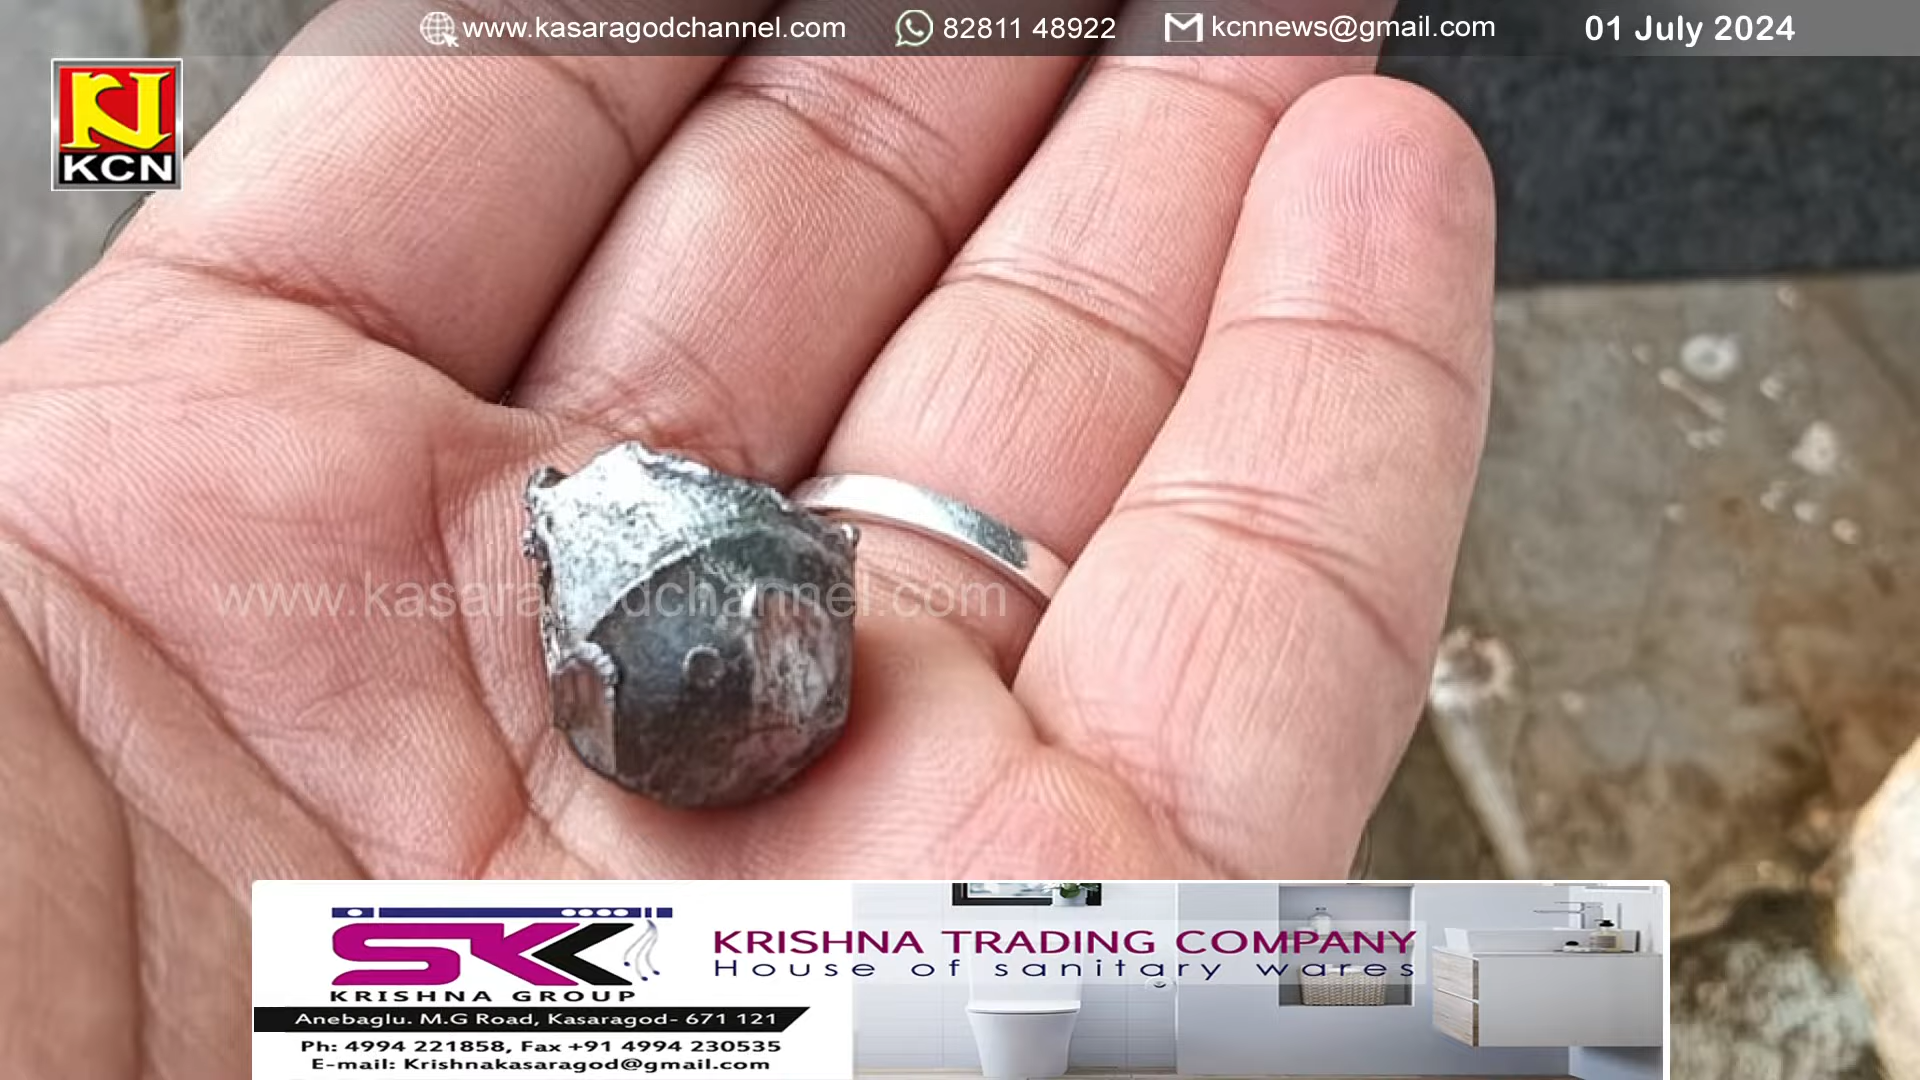 www.kasaragodchannel.com 82811 48922 kcnnews@gmail.com 01 July 2024
KCN
www.kasaragodchannel.com
SKK
KRISHNA GROUP
Anebaglu. M.G Road, Kasaragod- 671 121
Ph: 4994 221858, Fax +91 4994 230535
E-mail: Krishnakasaragod@gmail.com
KRISHNA TRADING COMPANY
House of sanitary wares